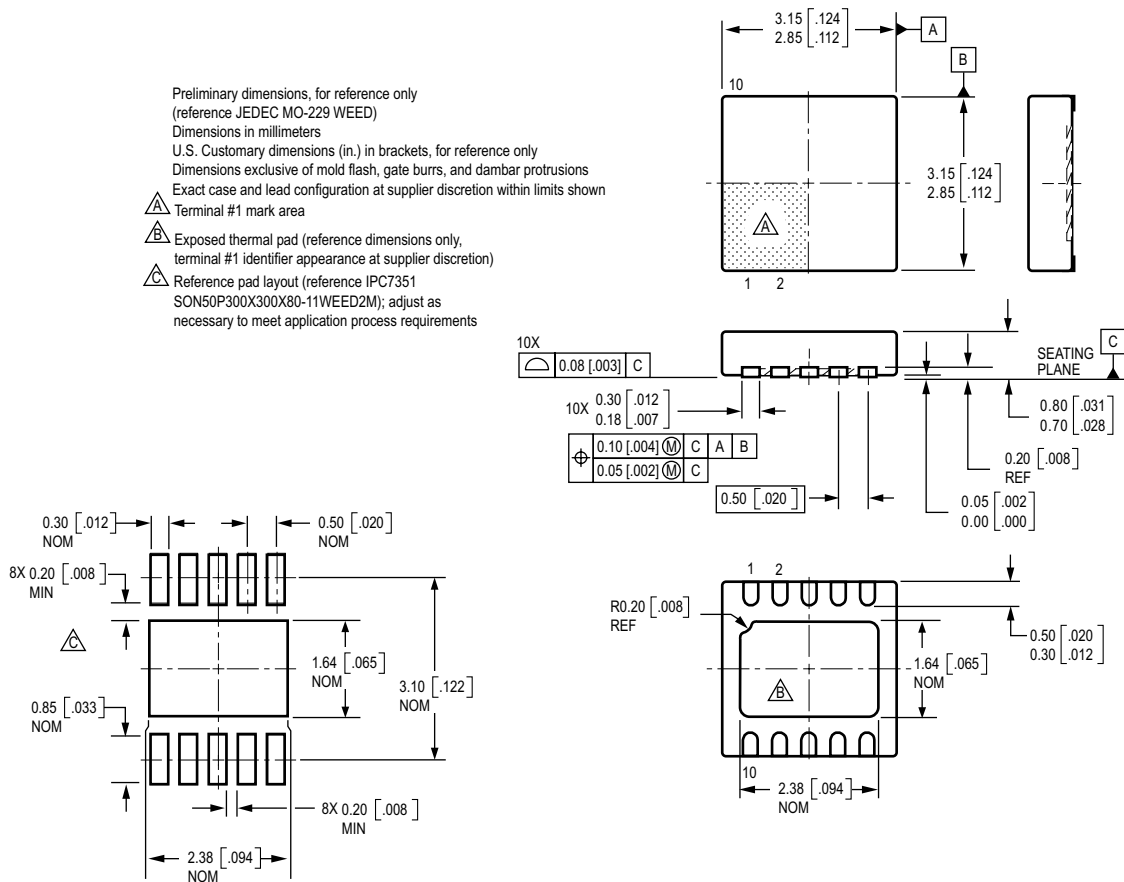 Preliminary dimensions, for reference only
(reference JEDEC MO-229 WEED)
Dimensions in millimeters
U.S. Customary dimensions (in.) in brackets, for reference only
Dimensions exclusive of mold flash, gate burrs, and dambar protrusions
Exact case and lead configuration at supplier discretion within limits shown
A Terminal #1 mark area
B Exposed thermal pad (reference dimensions only,
terminal #1 identifier appearance at supplier discretion)
C Reference pad layout (reference IPC7351
SON50P300X300X80-11WEED2M); adjust as
necessary to meet application process requirements
3.15 [.124
2.85 .112]
A
B
10
3.15 [.124
2.85 .112]
A
1 2
10X
0.08 [.003] C
SEATING
PLANE
C
10X 0.30 [.012
0.18 .007]
0.10 [.004] Ⓜ C A B
0.05 [.002] Ⓜ C
0.50 [.020]
0.80 [.031
0.70 .028]
0.20 [.008]
REF
0.05 [.002
0.00 .000]
0.30 [.012]
NOM
0.50 [.020]
NOM
8X 0.20 [.008]
MIN
C
1.64 [.065]
NOM
3.10 [.122]
NOM
0.85 [.033]
NOM
8X 0.20 [.008]
MIN
2.38 [.094]
NOM
1 2
R0.20 [.008]
REF
0.50 [.020
0.30 .012]
1.64 [.065]
NOM
B
10
2.38 [.094]
NOM